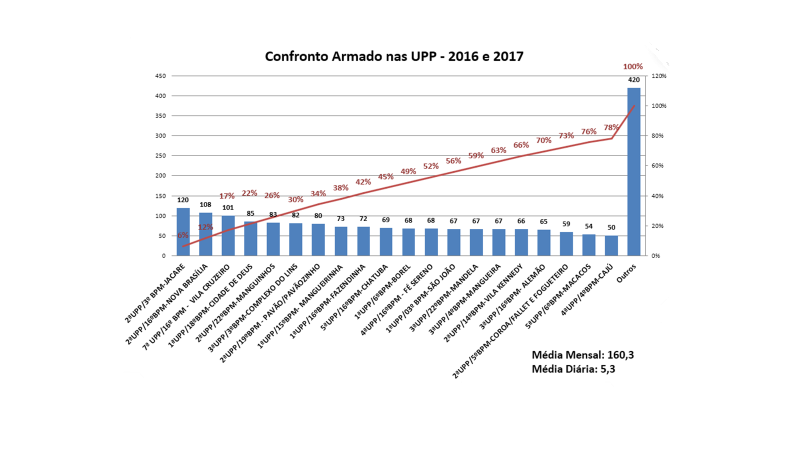 Confronto Armado nas UPP - 2016 e 2017
450
400
350
300
250
200
150
100
50
0
120%
100%
80%
60%
40%
20%
0%
120
108
101
85
83
82
80
73
72
69
68
68
67
67
67
66
65
59
54
50
420
6%
12%
17%
22%
26%
30%
34%
38%
42%
45%
49%
52%
56%
59%
63%
66%
70%
73%
76%
78%
100%
2ªUPP/3º BPM-JACARE
2ªUPP/16ºBPM-NOVA BRASÍLIA
7ª UPP/16º BPM - VILA CRUZEIRO
1ªUPP/18ºBPM-CIDADE DE DEUS
2ªUPP/22ºBPM-MANGUINHOS
3ªUPP/3ºBPM-COMPLEXO DO LINS
2ªUPP/19ºBPM - PAVÃO/PAVÃOZINHO
1ªUPP/15ºBPM- MANGUEIRINHA
1ªUPP/16ºBPM-FAZENDINHA
5ªUPP/16ºBPM-CHATUBA
1ªUPP/6ºBPM-BOREL
4ªUPP/16ºBPM - FÉ SERENO
1ªUPP/03º BPM-SÃO JOÃO
3ªUPP/22ºBPM-MANDELA
3ªUPP/4ºBPM-MANGUEIRA
2ªUPP/14ºBPM-VILA KENNEDY
3ªUPP/16ºBPM- ALEMÃO
2ªUPP/5ºBPM-COROA/FALLET E FOGUETEIRO
5ªUPP/6ºBPM-MACACOS
4ªUPP/4ºBPM-CAJÚ
Outros
Média Mensal: 160,3
Média Diária: 5,3